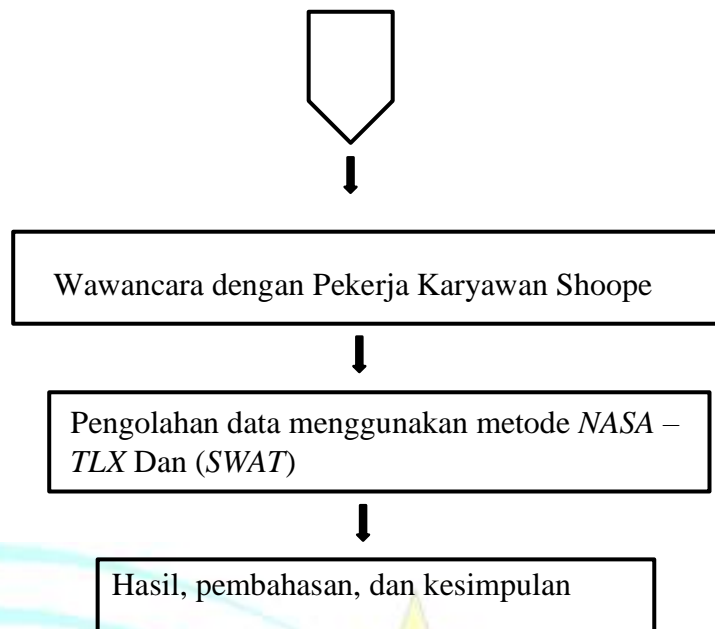 Wawancara dengan Pekerja Karyawan Shoope
Pengolahan data menggunakan metode NASA –
TLX Dan (SWAT)
Hasil, pembahasan, dan kesimpulan